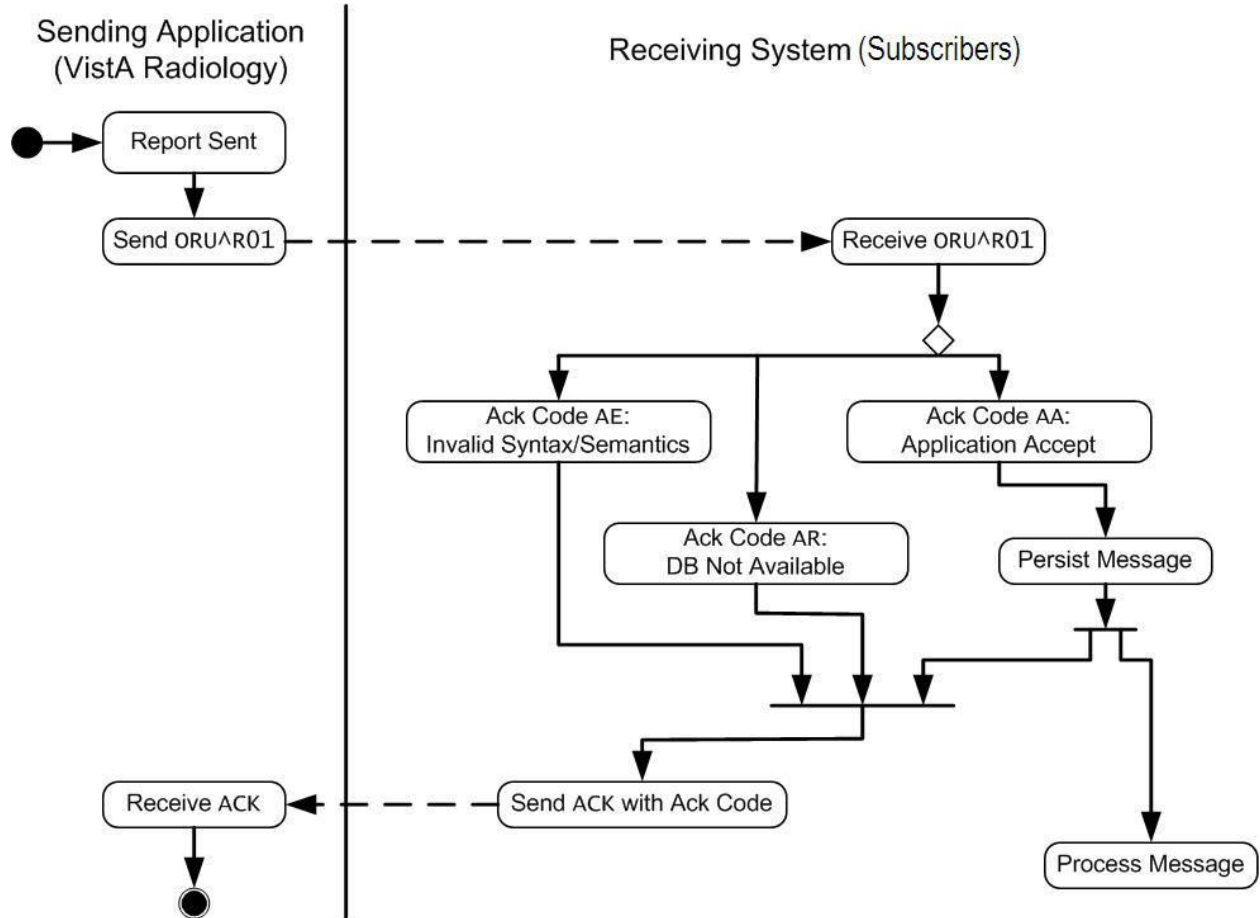 Sending Application
(VistA Radiology)
Receiving System (Subscribers)
Report Sent
Send ORU^R01
Receive ORU^R01
Ack Code AE:
Invalid Syntax/Semantics
Ack Code AA:
Application Accept
Ack Code AR:
DB Not Available
Persist Message
Receive ACK
Send ACK with Ack Code
Process Message